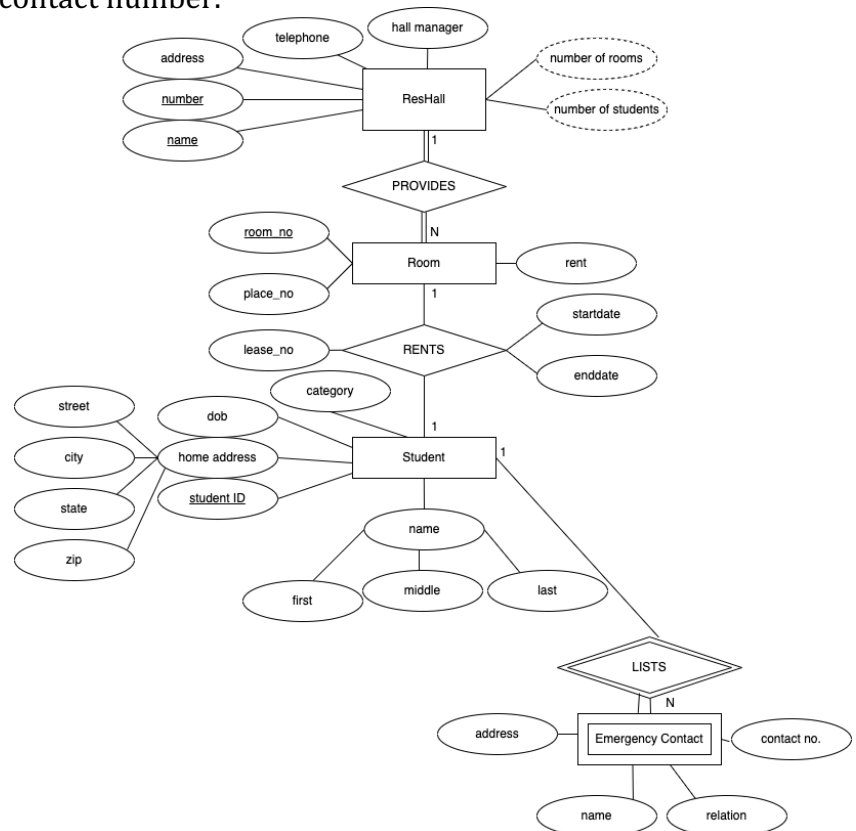 contact number.
hall manager
telephone
address
number of rooms
number
ResHall
number of students
name
1
PROVIDES
N
room_no
Room
rent
place_no
1
startdate
lease_no
RENTS
enddate
category
street
dob
1
1
city
home address
Student
student ID
state
name
zip
first
middle
last
LISTS
N
address
Emergency Contact
contact no.
name
relation